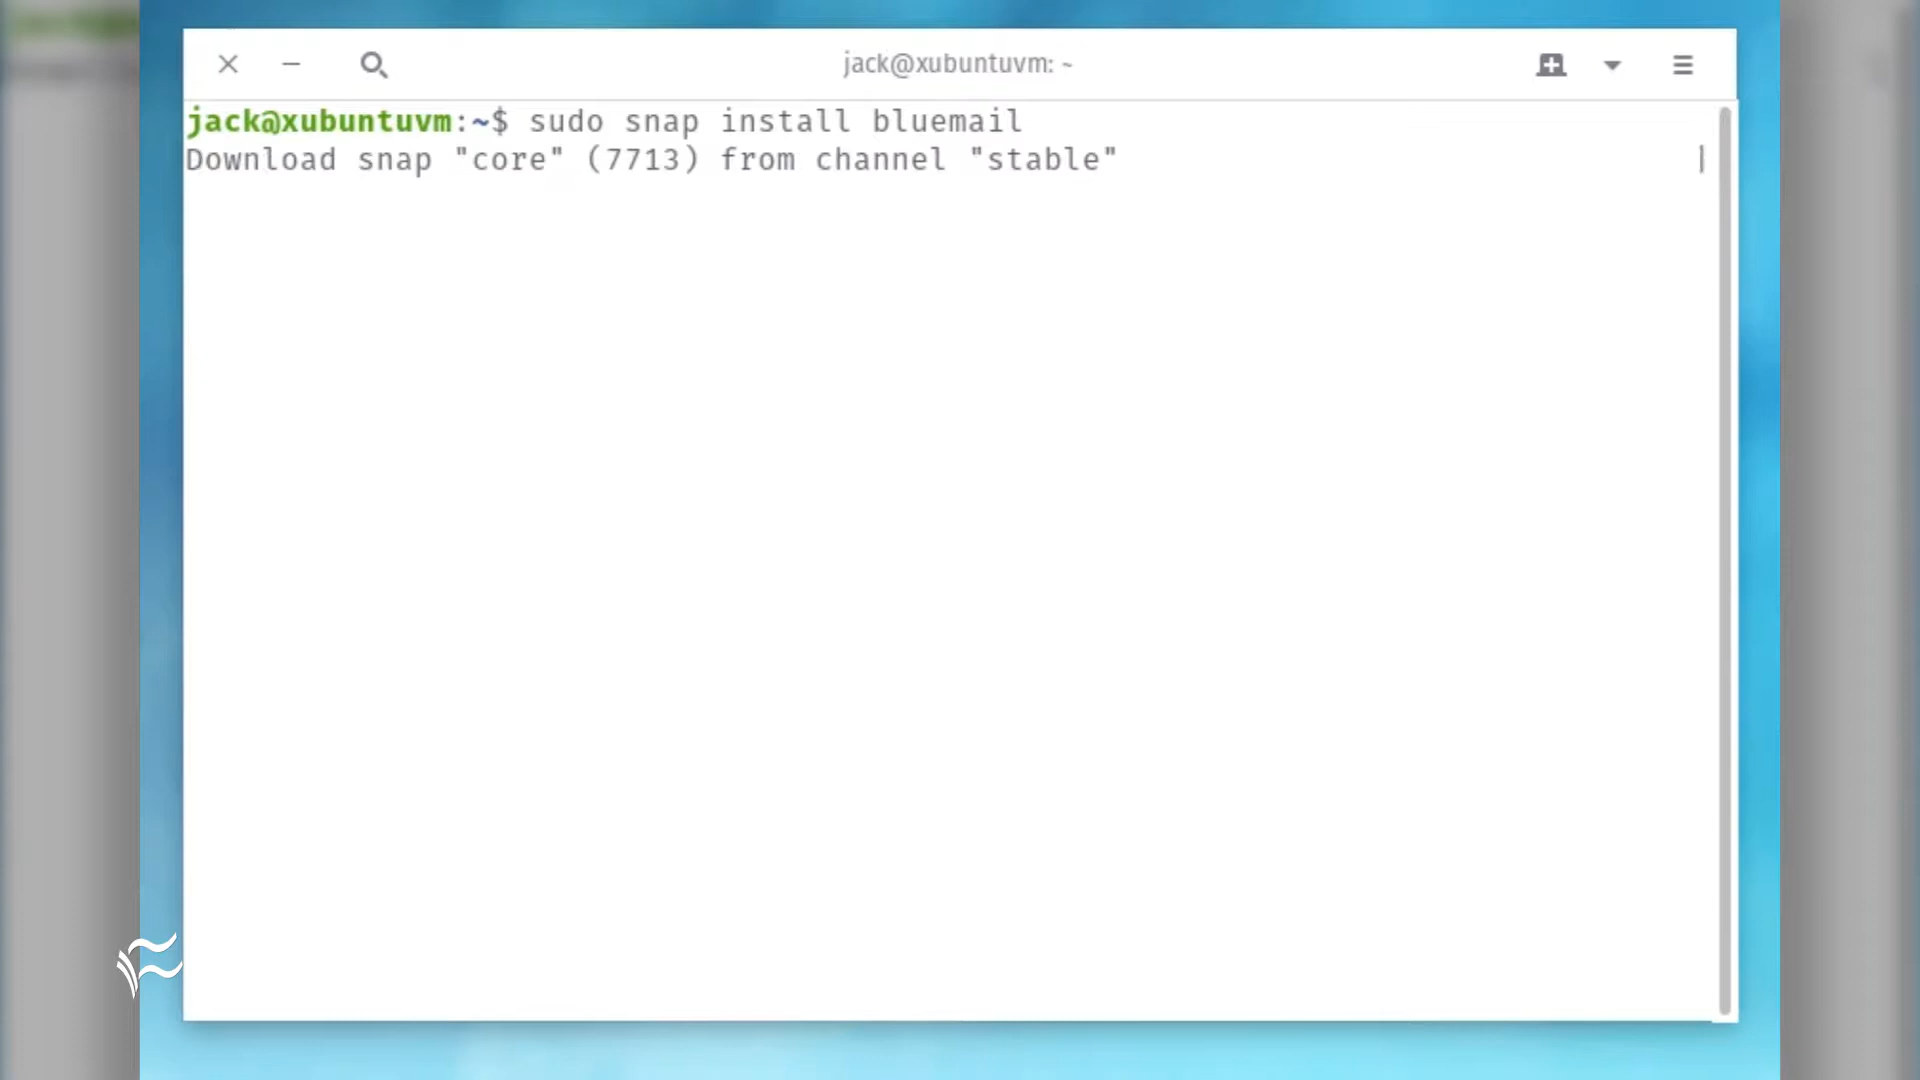 jack@xubuntuvm: ~
jack@xubuntuvm:~$ sudo snap install bluemail
Download snap "core" (7713) from channel "stable" |